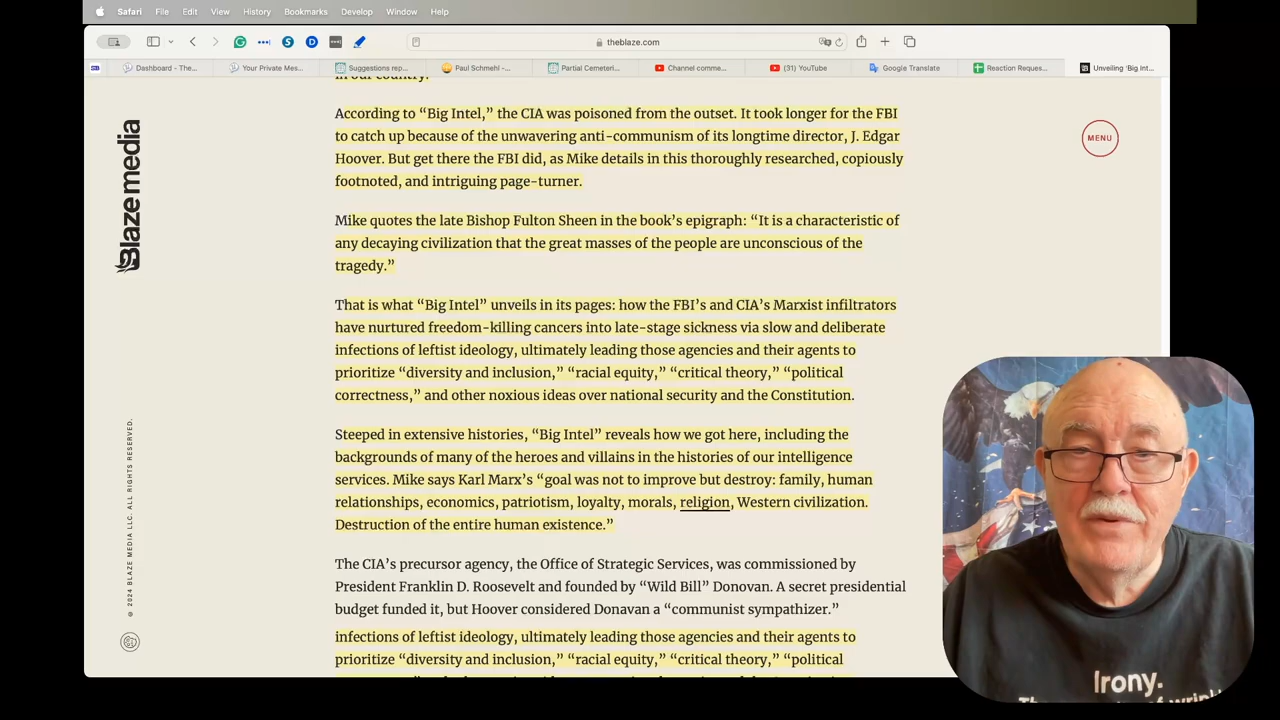 Safari File Edit View History Bookmarks Develop Window Help
theblaze.com
Dashboard - The... Your Private Mes... Suggestions rep... Paul Schmehl -... Partial Cemeteri... Channel comme... (31) YouTube Google Translate Reaction Reques... Unveiling 'Big Int...
in our country.
According to “Big Intel,” the CIA was poisoned from the outset. It took longer for the FBI
to catch up because of the unwavering anti-communism of its longtime director, J. Edgar
Hoover. But get there the FBI did, as Mike details in this thoroughly researched, copiously
footnoted, and intriguing page-turner.
Mike quotes the late Bishop Fulton Sheen in the book’s epigraph: “It is a characteristic of
any decaying civilization that the great masses of the people are unconscious of the
tragedy.”
That is what “Big Intel” unveils in its pages: how the FBI’s and CIA’s Marxist infiltrators
have nurtured freedom-killing cancers into late-stage sickness via slow and deliberate
infections of leftist ideology, ultimately leading those agencies and their agents to
prioritize “diversity and inclusion,” “racial equity,” “critical theory,” “political
correctness,” and other noxious ideas over national security and the Constitution.
Steeped in extensive histories, “Big Intel” reveals how we got here, including the
backgrounds of many of the heroes and villains in the histories of our intelligence
services. Mike says Karl Marx’s “goal was not to improve but destroy: family, human
relationships, economics, patriotism, loyalty, morals, religion, Western civilization.
Destruction of the entire human existence.”
The CIA’s precursor agency, the Office of Strategic Services, was commissioned by
President Franklin D. Roosevelt and founded by “Wild Bill” Donovan. A secret presidential
budget funded it, but Hoover considered Donavan a “communist sympathizer.”
infections of leftist ideology, ultimately leading those agencies and their agents to
prioritize “diversity and inclusion,” “racial equity,” “critical theory,” “political
Blaze media
© 2024 BLAZE MEDIA LLC. ALL RIGHTS RESERVED.
MENU
Irony.